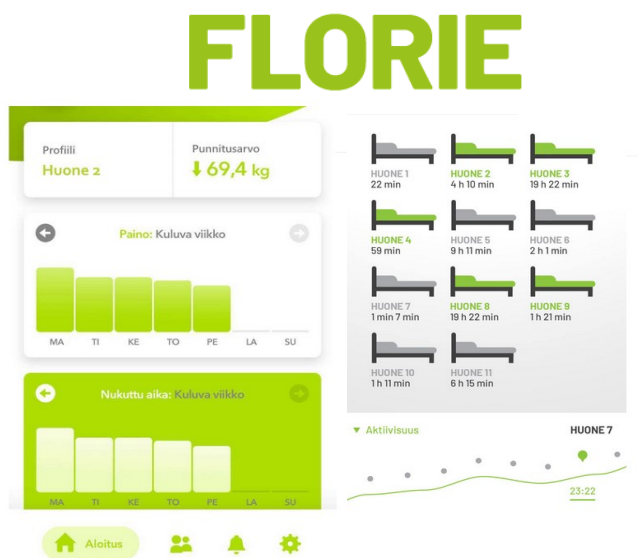 FLORIE
Profiili
Huone 2
Punnitusarvo
69,4 kg
Paino: Kuluva viikko
MA TI KE TO PE LA SU
Nukuttu aika: Kuluva viikko
MA TI KE TO PE LA SU
Aloitus
HUONE 1 HUONE 2 HUONE 3
22 min 4 h 10 min 19 h 22 min
HUONE 4 HUONE 5 HUONE 6
59 min 9 h 11 min 2 h 1 min
HUONE 7 HUONE 8 HUONE 9
1 min 7 min 19 h 22 min 1 h 21 min
HUONE 10 HUONE 11
1 h 11 min 6 h 15 min
Aktiivisuus HUONE 7
23:22